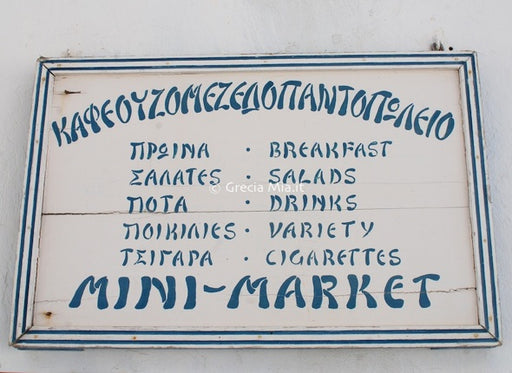 ΚΑΦΕΟΥΖΟΜΕΖΕΔΟΠΑΝΤΟΠΩΛΕΙΟ
ΠΡΩΙΝΑ · BREAKFAST
ΣΑΛΑΤΕΣ · SALADS
© Grecia Mia.it
ΠΟΤΑ · DRINKS
ΠΟΙΚΙΛΙΕΣ · VARIETY
ΤΣΙΓΑΡΑ · CIGARETTES
MINI-MARKET